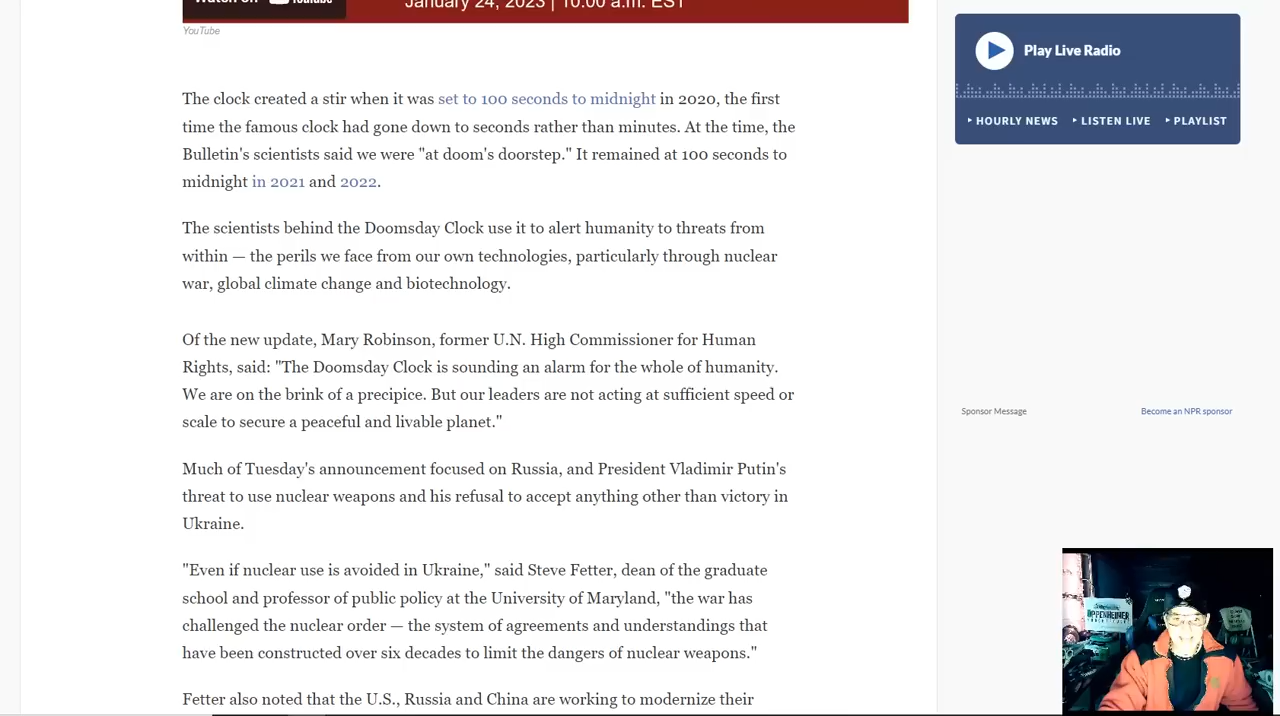 January 24, 2023 | 10:00 a.m. EST
YouTube
Play Live Radio
HOURLY NEWS
LISTEN LIVE
PLAYLIST
The clock created a stir when it was set to 100 seconds to midnight in 2020, the first
time the famous clock had gone down to seconds rather than minutes. At the time, the
Bulletin's scientists said we were "at doom's doorstep." It remained at 100 seconds to
midnight in 2021 and 2022.
The scientists behind the Doomsday Clock use it to alert humanity to threats from
within — the perils we face from our own technologies, particularly through nuclear
war, global climate change and biotechnology.
Of the new update, Mary Robinson, former U.N. High Commissioner for Human
Rights, said: "The Doomsday Clock is sounding an alarm for the whole of humanity.
We are on the brink of a precipice. But our leaders are not acting at sufficient speed or
scale to secure a peaceful and livable planet."
Sponsor Message
Become an NPR sponsor
Much of Tuesday's announcement focused on Russia, and President Vladimir Putin's
threat to use nuclear weapons and his refusal to accept anything other than victory in
Ukraine.
"Even if nuclear use is avoided in Ukraine," said Steve Fetter, dean of the graduate
school and professor of public policy at the University of Maryland, "the war has
challenged the nuclear order — the system of agreements and understandings that
have been constructed over six decades to limit the dangers of nuclear weapons."
Fetter also noted that the U.S., Russia and China are working to modernize their
OPPENHEIMER